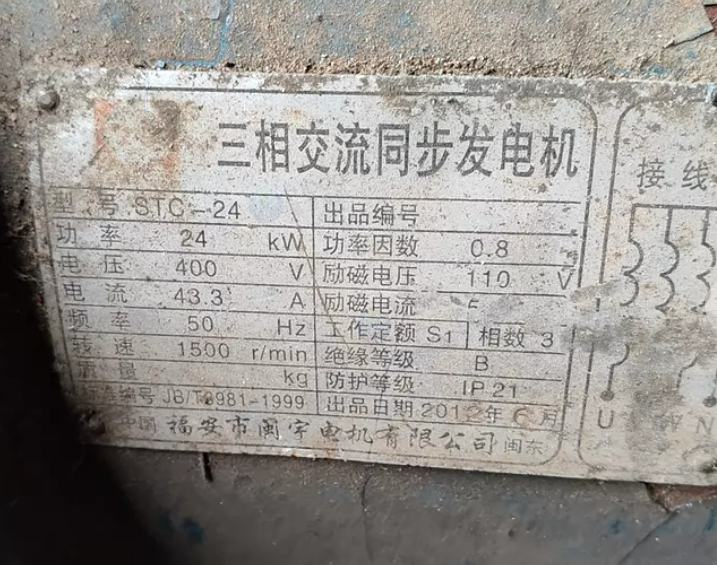 三相交流同步发电机
接线
型号 STC-24 出品编号
功率 24 kW 功率因数 0.8
电压 400 V 励磁电压 110 V
电流 43.3 A 励磁电流
频率 50 Hz 工作定额 S1 相数 3
转速 1500 r/min 绝缘等级 B
质量 kg 防护等级 IP21
编号 JB/T8981-1999 出品日期 2012年6月
中国 福安市闽宇电机有限公司 闽东
U W N